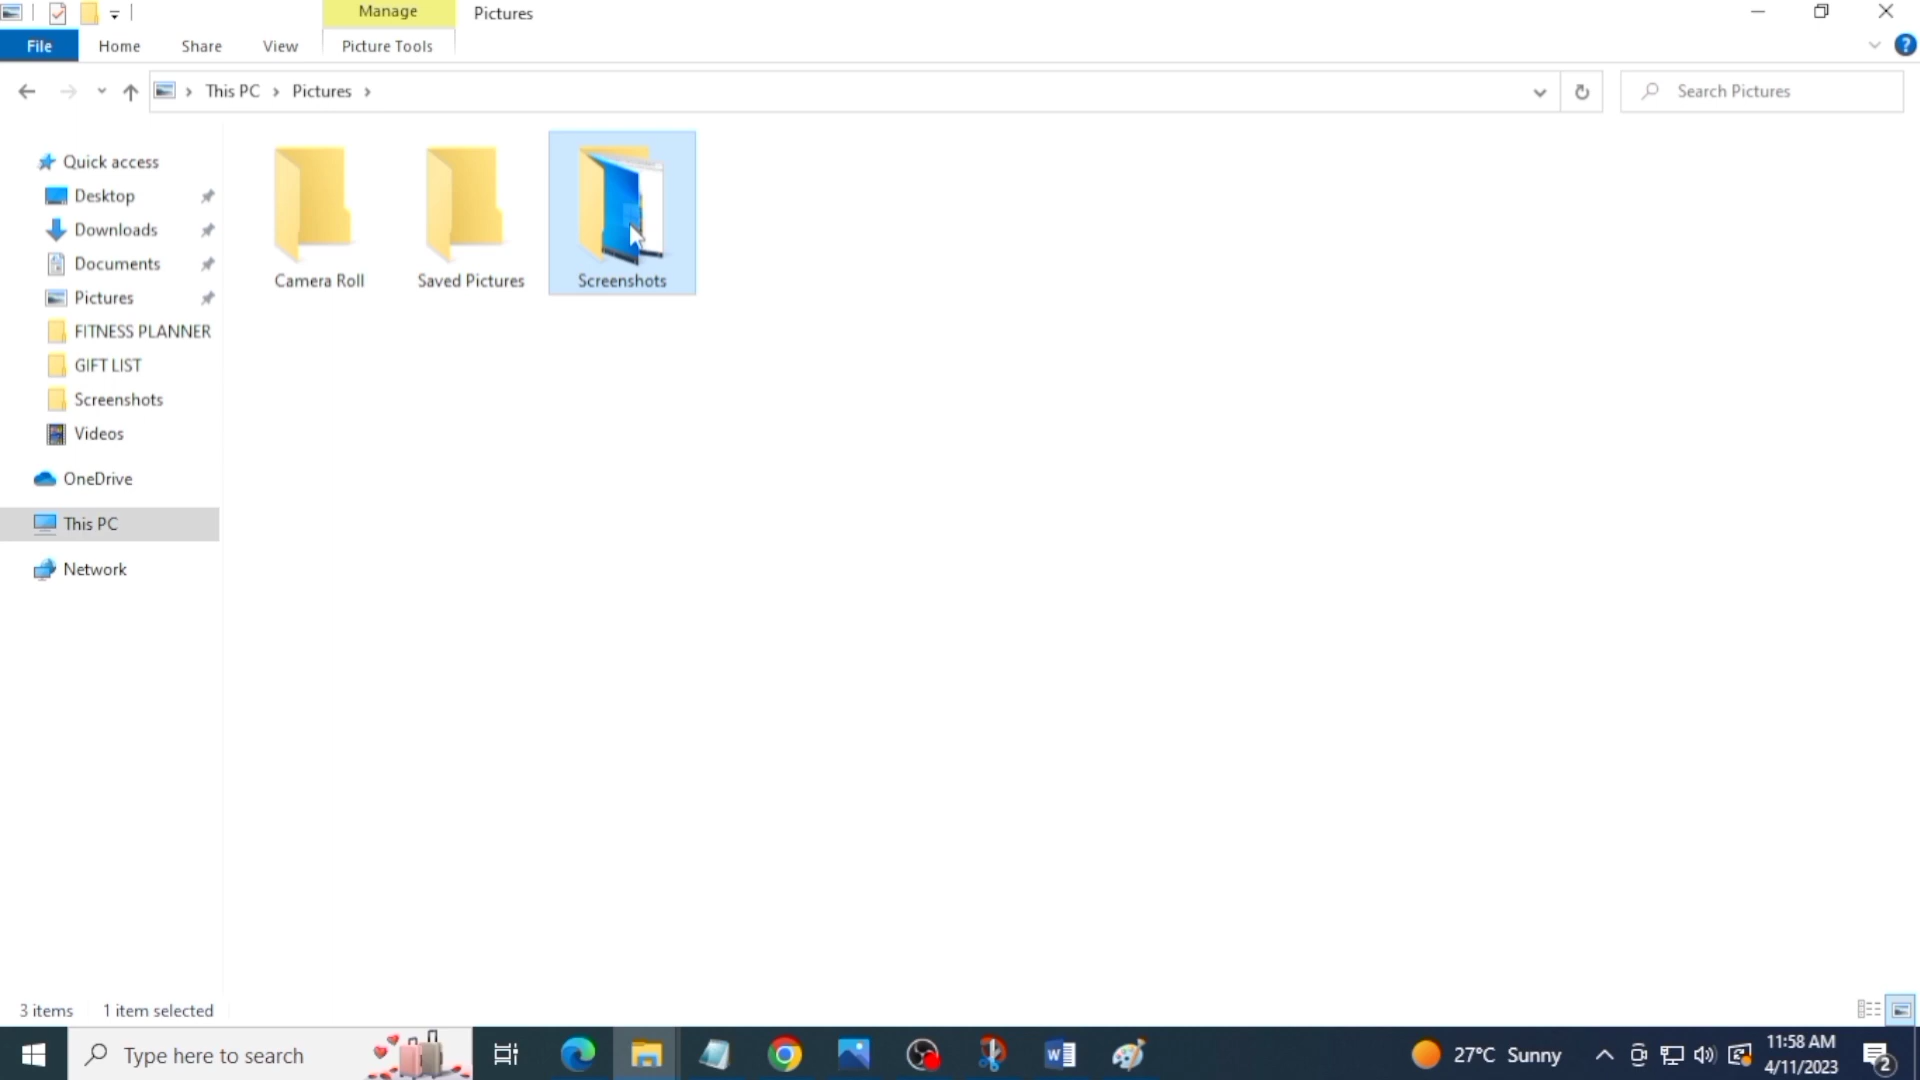 Manage
Pictures
File
Home
Share
View
Picture Tools
This PC
Pictures
Search Pictures
Quick access
Desktop
Downloads
Documents
Pictures
FITNESS PLANNER
GIFT LIST
Screenshots
Videos
OneDrive
This PC
Network
Camera Roll
Saved Pictures
Screenshots
3 items
1 item selected
Type here to search
27°C Sunny
11:58 AM
4/11/2023
2